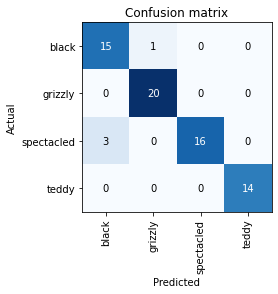 Confusion matrix
black 15 1 0 0
grizzly 0 20 0 0
spectacled 3 0 16 0
teddy 0 0 0 14
Actual
black grizzly spectacled teddy
Predicted